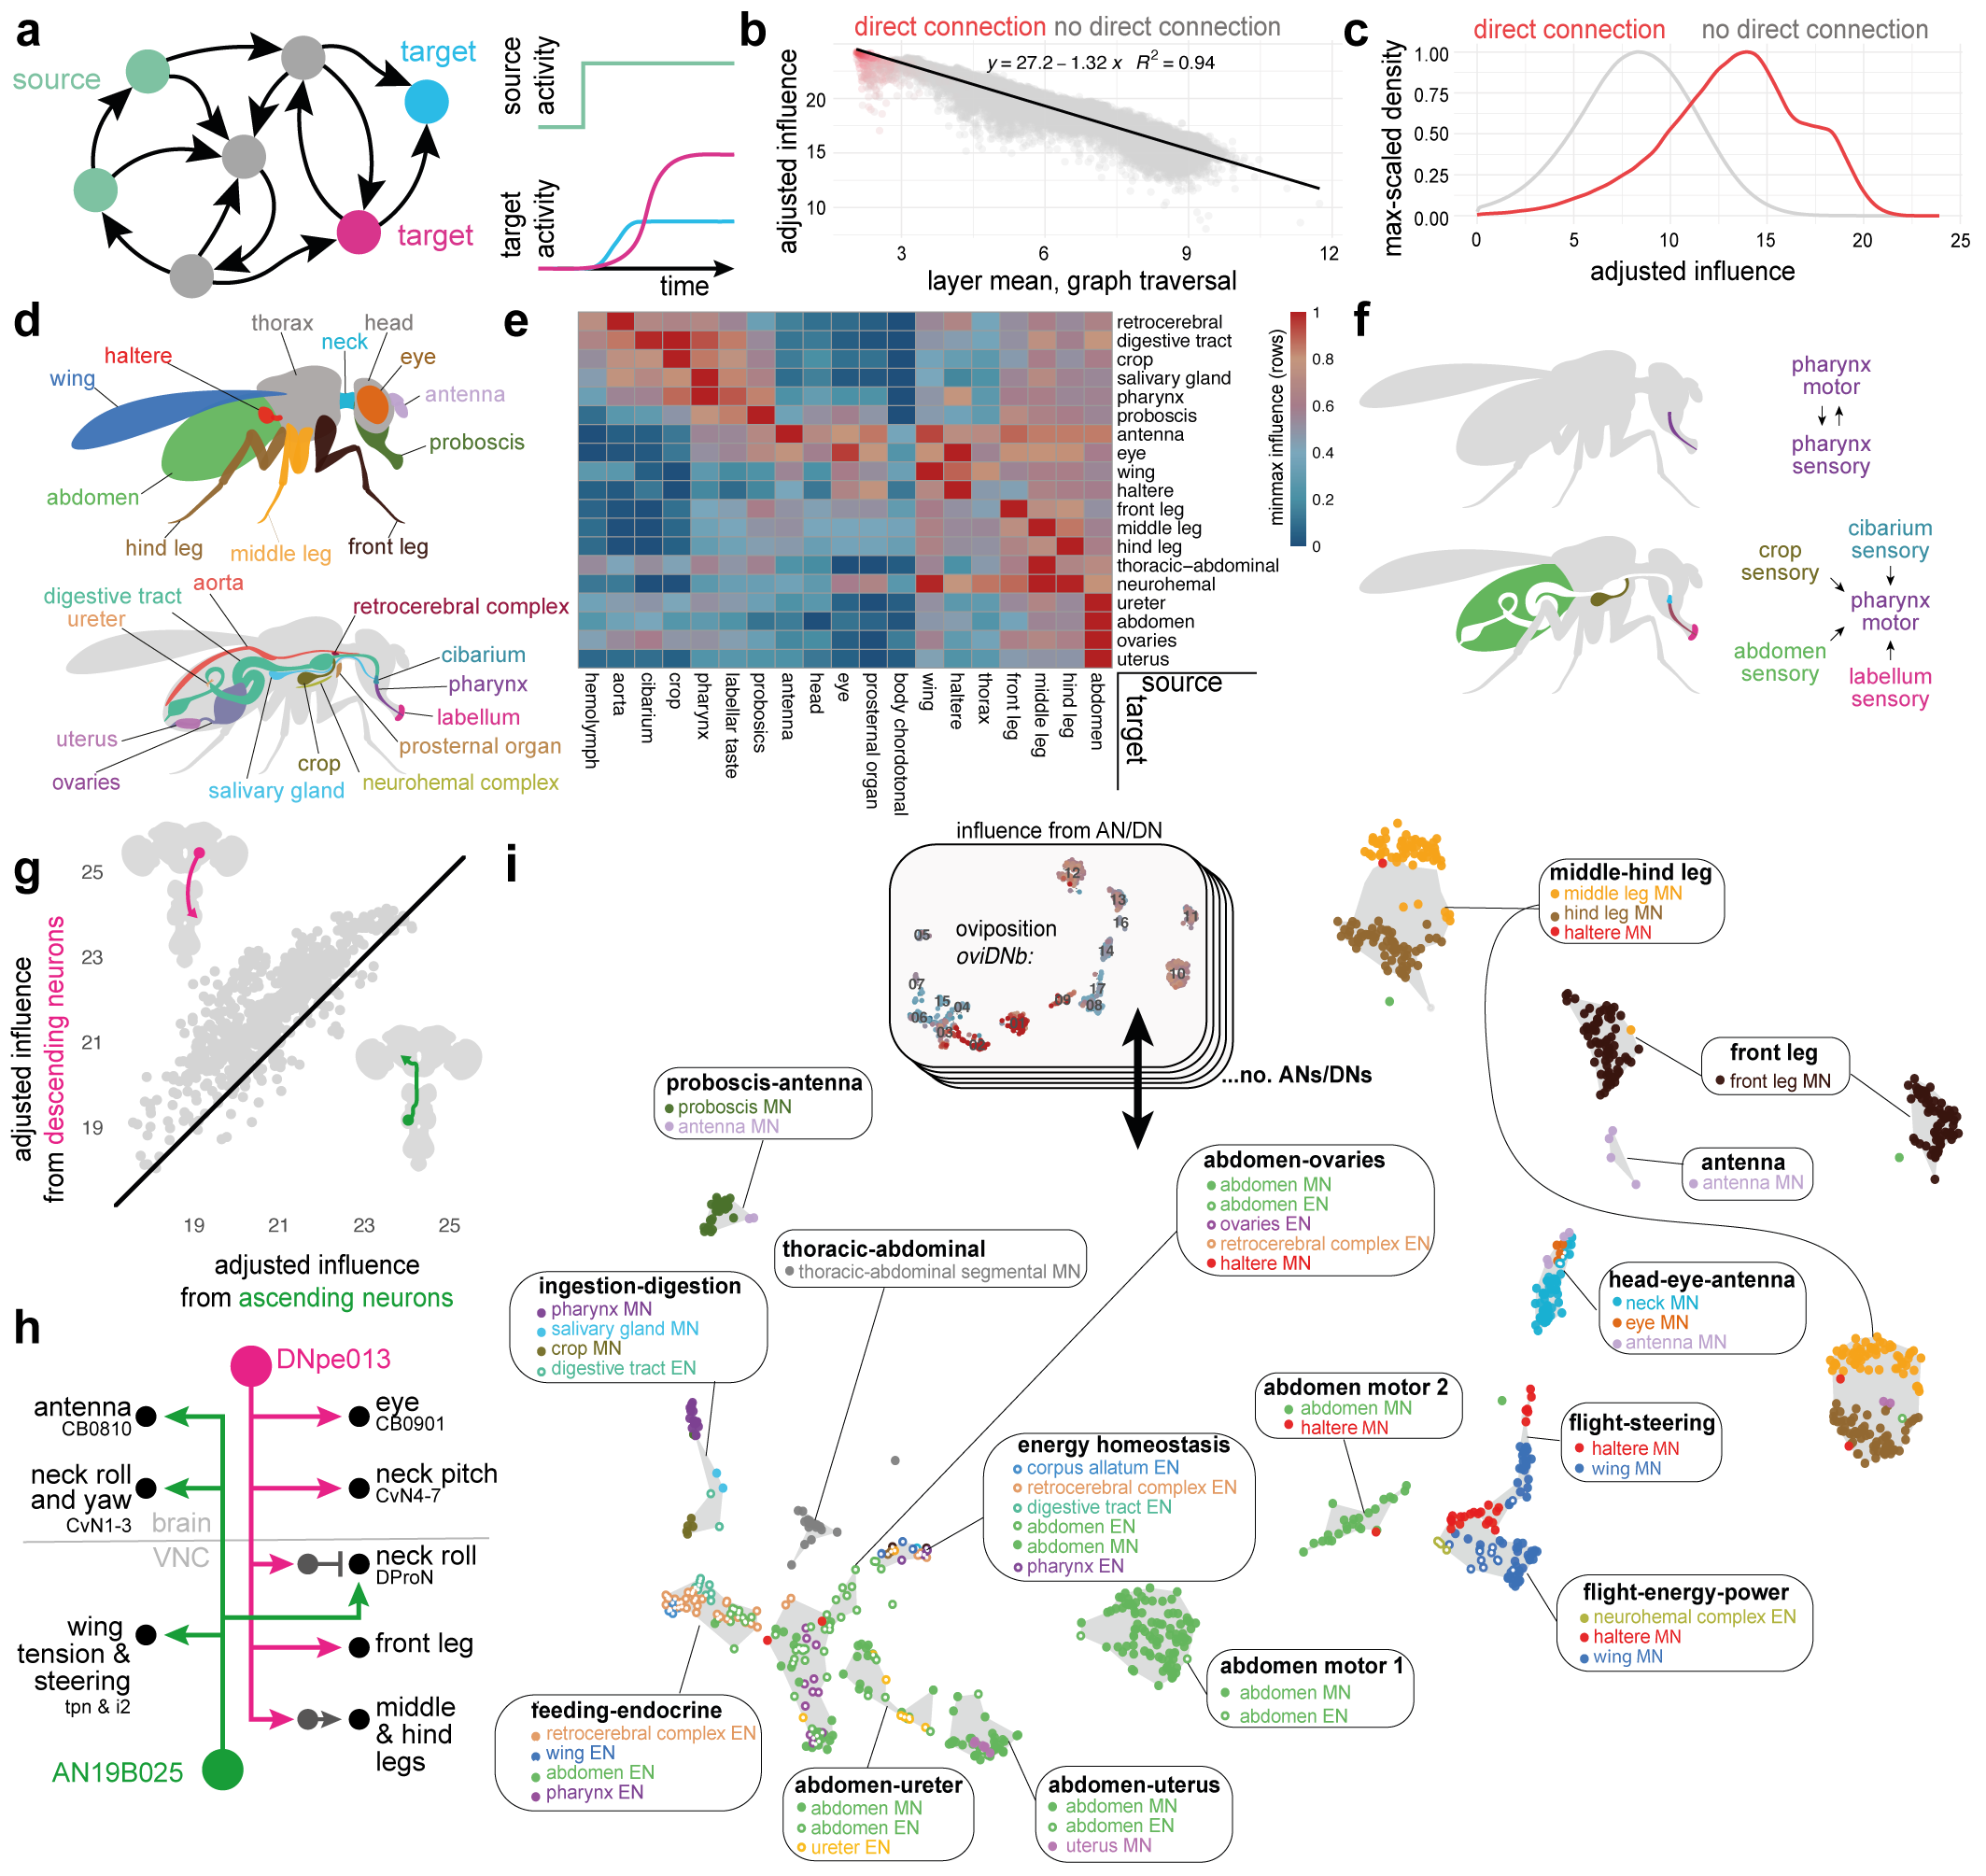 a
source
target
target
source
activity
target
activity
time
b
direct connection no direct connection
y = 27.2 – 1.32 x R² = 0.94
adjusted influence
20
15
10
3
6
9
12
layer mean, graph traversal
c
direct connection
no direct connection
max-scaled density
1.00
0.75
0.50
0.25
0.00
0
5
10
15
20
25
adjusted influence
d
thorax
head
neck
haltere
eye
wing
antenna
proboscis
abdomen
hind leg
middle leg
front leg
aorta
digestive tract
ureter
retrocerebral complex
cibarium
pharynx
labellum
uterus
prosternal organ
crop
ovaries
neurohemal complex
salivary gland
e
retrocerebral
digestive tract
crop
salivary gland
pharynx
proboscis
antenna
eye
wing
haltere
front leg
middle leg
hind leg
thoracic–abdominal
neurohemal
ureter
abdomen
ovaries
uterus
hemolymph
aorta
cibarium
crop
pharynx
labellar taste
probosics
antenna
head
eye
prosternal organ
body chordotonal
wing
haltere
thorax
front leg
middle leg
hind leg
abdomen
source
target
minmax influence (rows)
1
0.8
0.6
0.4
0.2
0
f
pharynx
motor
pharynx
sensory
cibarium
sensory
crop
sensory
pharynx
motor
abdomen
sensory
labellum
sensory
g
adjusted influence
from descending neurons
25
23
21
19
19
21
23
25
adjusted influence
from ascending neurons
h
DNpe013
antenna
CB0810
eye
CB0901
neck roll
and yaw
CvN1-3
neck pitch
CvN4-7
brain
VNC
neck roll
DProN
wing
tension &
steering
tpn & i2
front leg
middle
& hind
legs
AN19B025
i
influence from AN/DN
oviposition
oviDNb:
12
13
16
11
05
14
10
07
17
15
04
09
08
06
03
...no. ANs/DNs
middle-hind leg
middle leg MN
hind leg MN
haltere MN
front leg
front leg MN
antenna
antenna MN
proboscis-antenna
proboscis MN
antenna MN
abdomen-ovaries
abdomen MN
abdomen EN
ovaries EN
retrocerebral complex EN
haltere MN
thoracic-abdominal
thoracic-abdominal segmental MN
ingestion-digestion
pharynx MN
salivary gland MN
crop MN
digestive tract EN
head-eye-antenna
neck MN
eye MN
antenna MN
abdomen motor 2
abdomen MN
haltere MN
flight-steering
haltere MN
wing MN
energy homeostasis
corpus allatum EN
retrocerebral complex EN
digestive tract EN
abdomen EN
abdomen MN
pharynx EN
flight-energy-power
neurohemal complex EN
haltere MN
wing MN
abdomen motor 1
abdomen MN
abdomen EN
feeding-endocrine
retrocerebral complex EN
wing EN
abdomen EN
pharynx EN
abdomen-ureter
abdomen MN
abdomen EN
ureter EN
abdomen-uterus
abdomen MN
abdomen EN
uterus MN